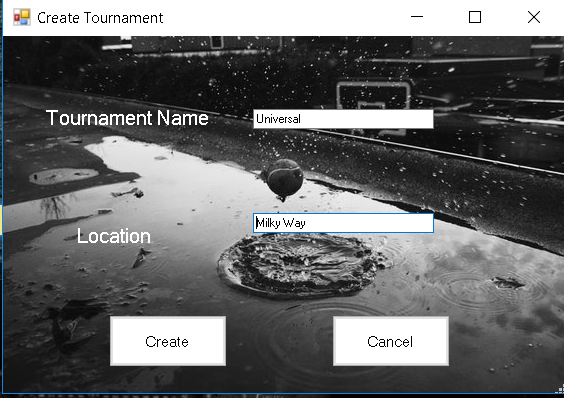 Create Tournament
Tournament Name
Universal
Milky Way
Location
Create
Cancel